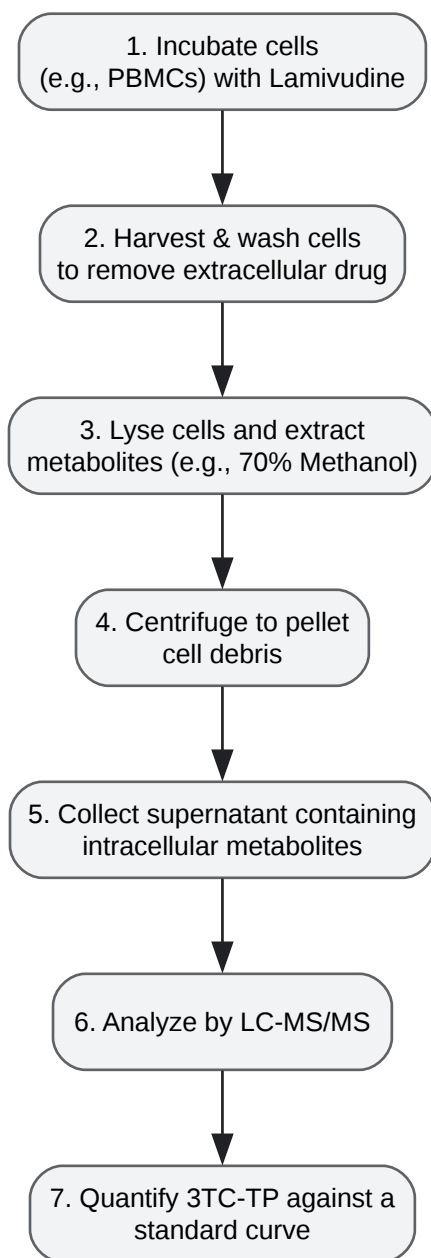 1. Incubate cells
(e.g., PBMCs) with Lamivudine
2. Harvest & wash cells
to remove extracellular drug
3. Lyse cells and extract
metabolites (e.g., 70% Methanol)
4. Centrifuge to pellet
cell debris
5. Collect supernatant containing
intracellular metabolites
6. Analyze by LC-MS/MS
7. Quantify 3TC-TP against a
standard curve